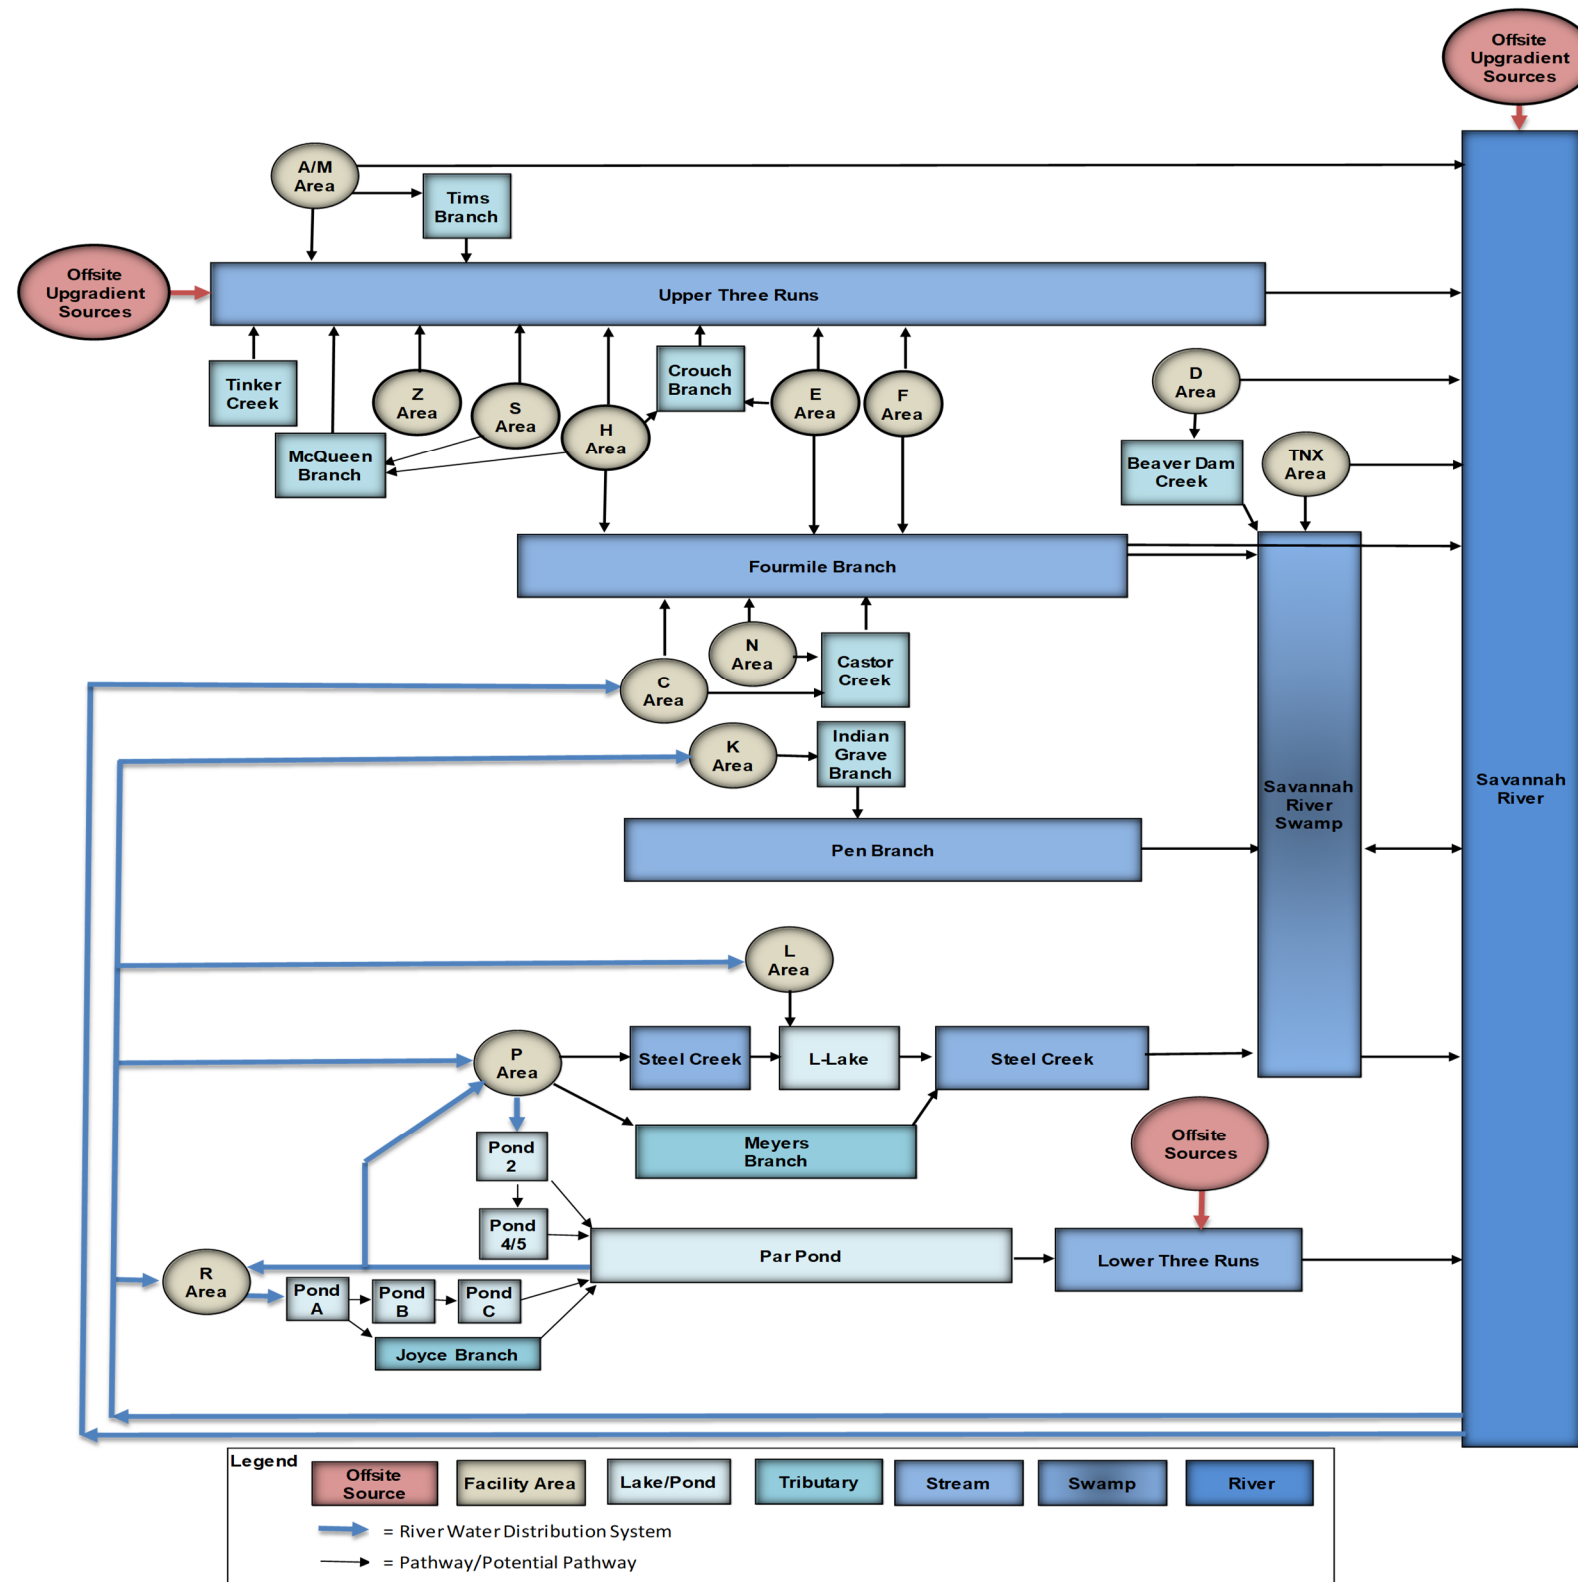 Offsite
Upgradient
Sources
A/M
Area
Tims
Branch
Offsite
Upgradient
Sources
Upper Three Runs
Tinker
Creek
McQueen
Branch
Z
Area
S
Area
H
Area
Crouch
Branch
E
Area
F
Area
D
Area
Beaver Dam
Creek
TNX
Area
Fourmile Branch
N
Area
C
Area
Castor
Creek
K
Area
Indian
Grave
Branch
Savannah
River
Swamp
Savannah
River
Pen Branch
L
Area
P
Area
Steel Creek
L-Lake
Steel Creek
Meyers
Branch
Offsite
Sources
Pond
2
Pond
4/5
Par Pond
Lower Three Runs
R
Area
Pond
A
Pond
B
Pond
C
Joyce Branch
Legend
Offsite
Source
Facility Area
Lake/Pond
Tributary
Stream
Swamp
River
= River Water Distribution System
= Pathway/Potential Pathway